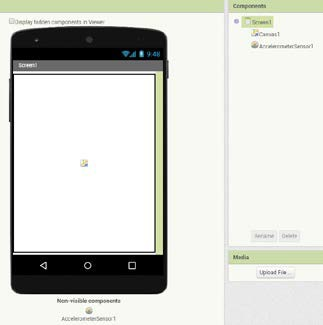 Display hidden components in Viewer
9:48
Screen1
Non-visible components
AccelerometerSensor1
Components
Screen1
Canvas1
AccelerometerSensor1
Rename
Delete
Media
Upload File ...